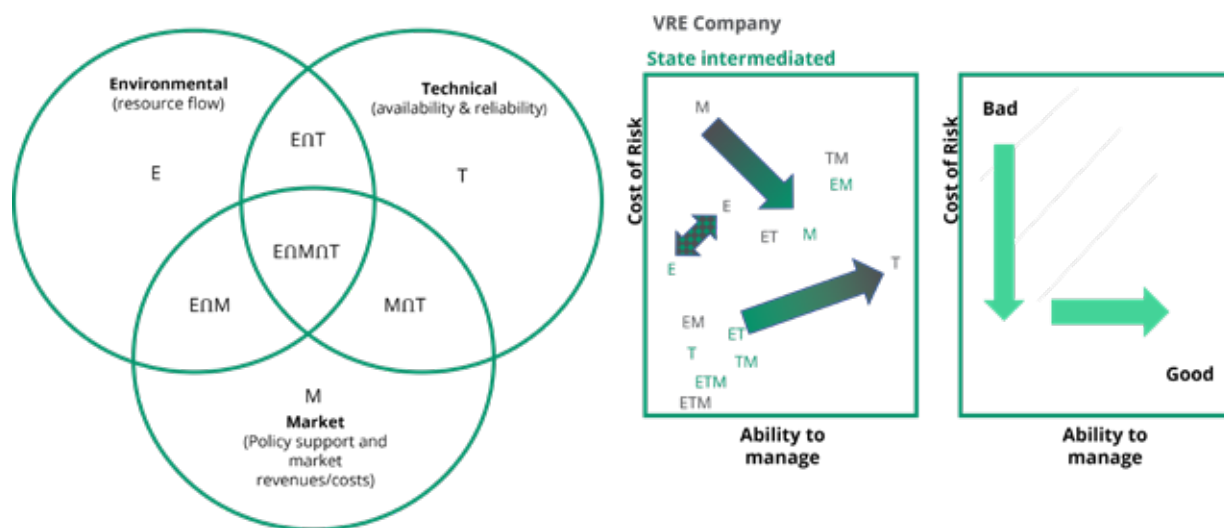 Environmental
(resource flow)
E
E∩T
Technical
(availability & reliability)
T
E∩M∩T
E∩M
M∩T
M
Market
(Policy support and
market
revenues/costs)
VRE Company
State intermediated
Cost of Risk
M
TM
EM
E
ET
M
E
T
EM
ET
T
TM
ETM
ETM
Ability to
manage
Cost of Risk
Bad
Good
Ability to
manage